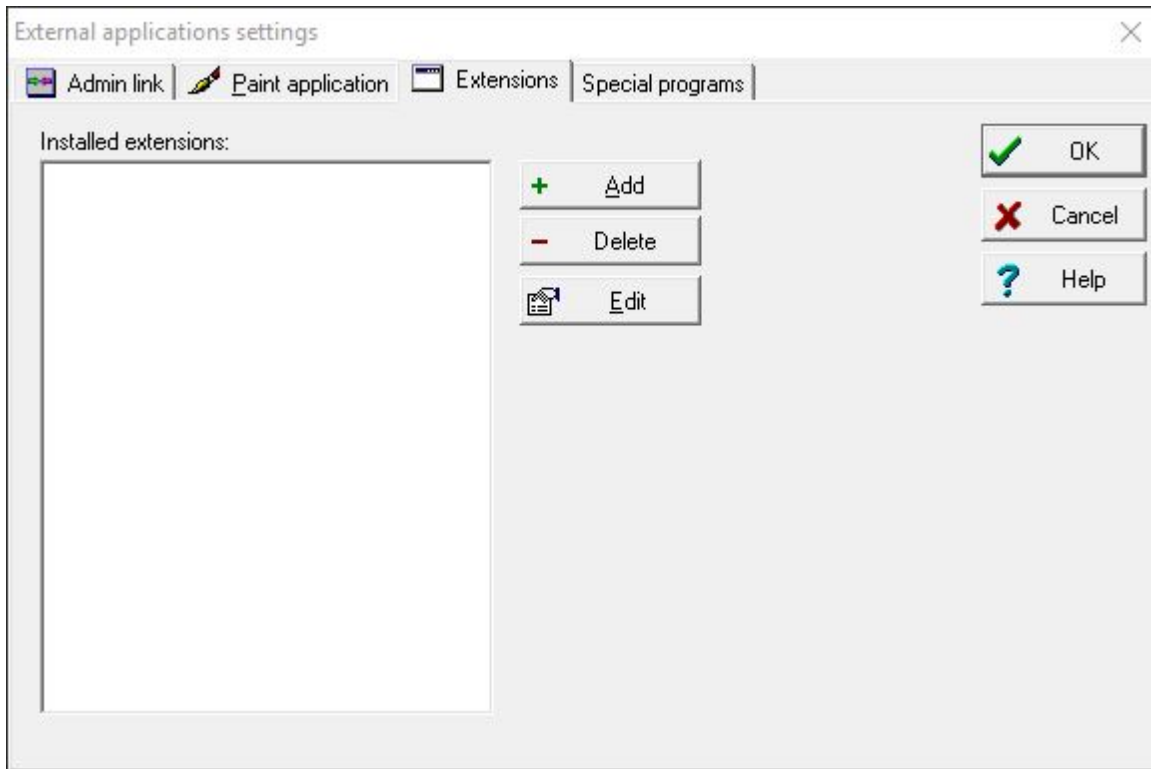 External applications settings
Admin link
Paint application
Extensions
Special programs
Installed extensions:
Add
Delete
Edit
OK
Cancel
Help